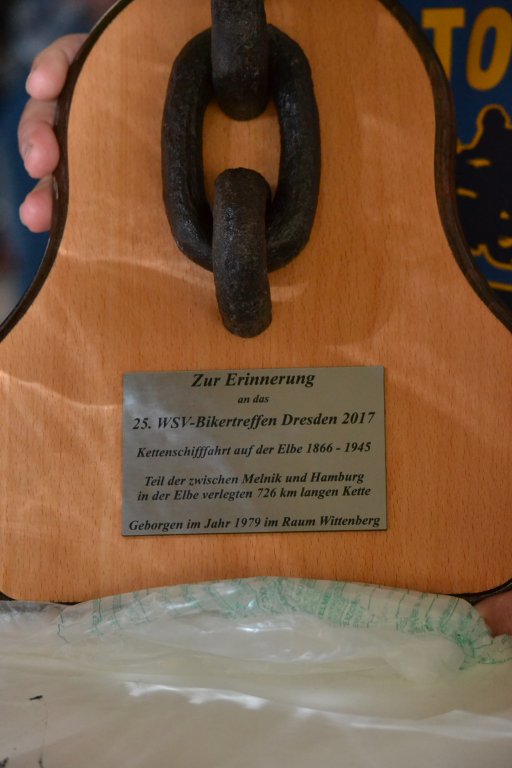 TO
Zur Erinnerung
an das
25. WSV-Bikertreffen Dresden 2017
Kettenschifffahrt auf der Elbe 1866 - 1945
Teil der zwischen Melnik und Hamburg
in der Elbe verlegten 726 km langen Kette
Geborgen im Jahr 1979 im Raum Wittenberg